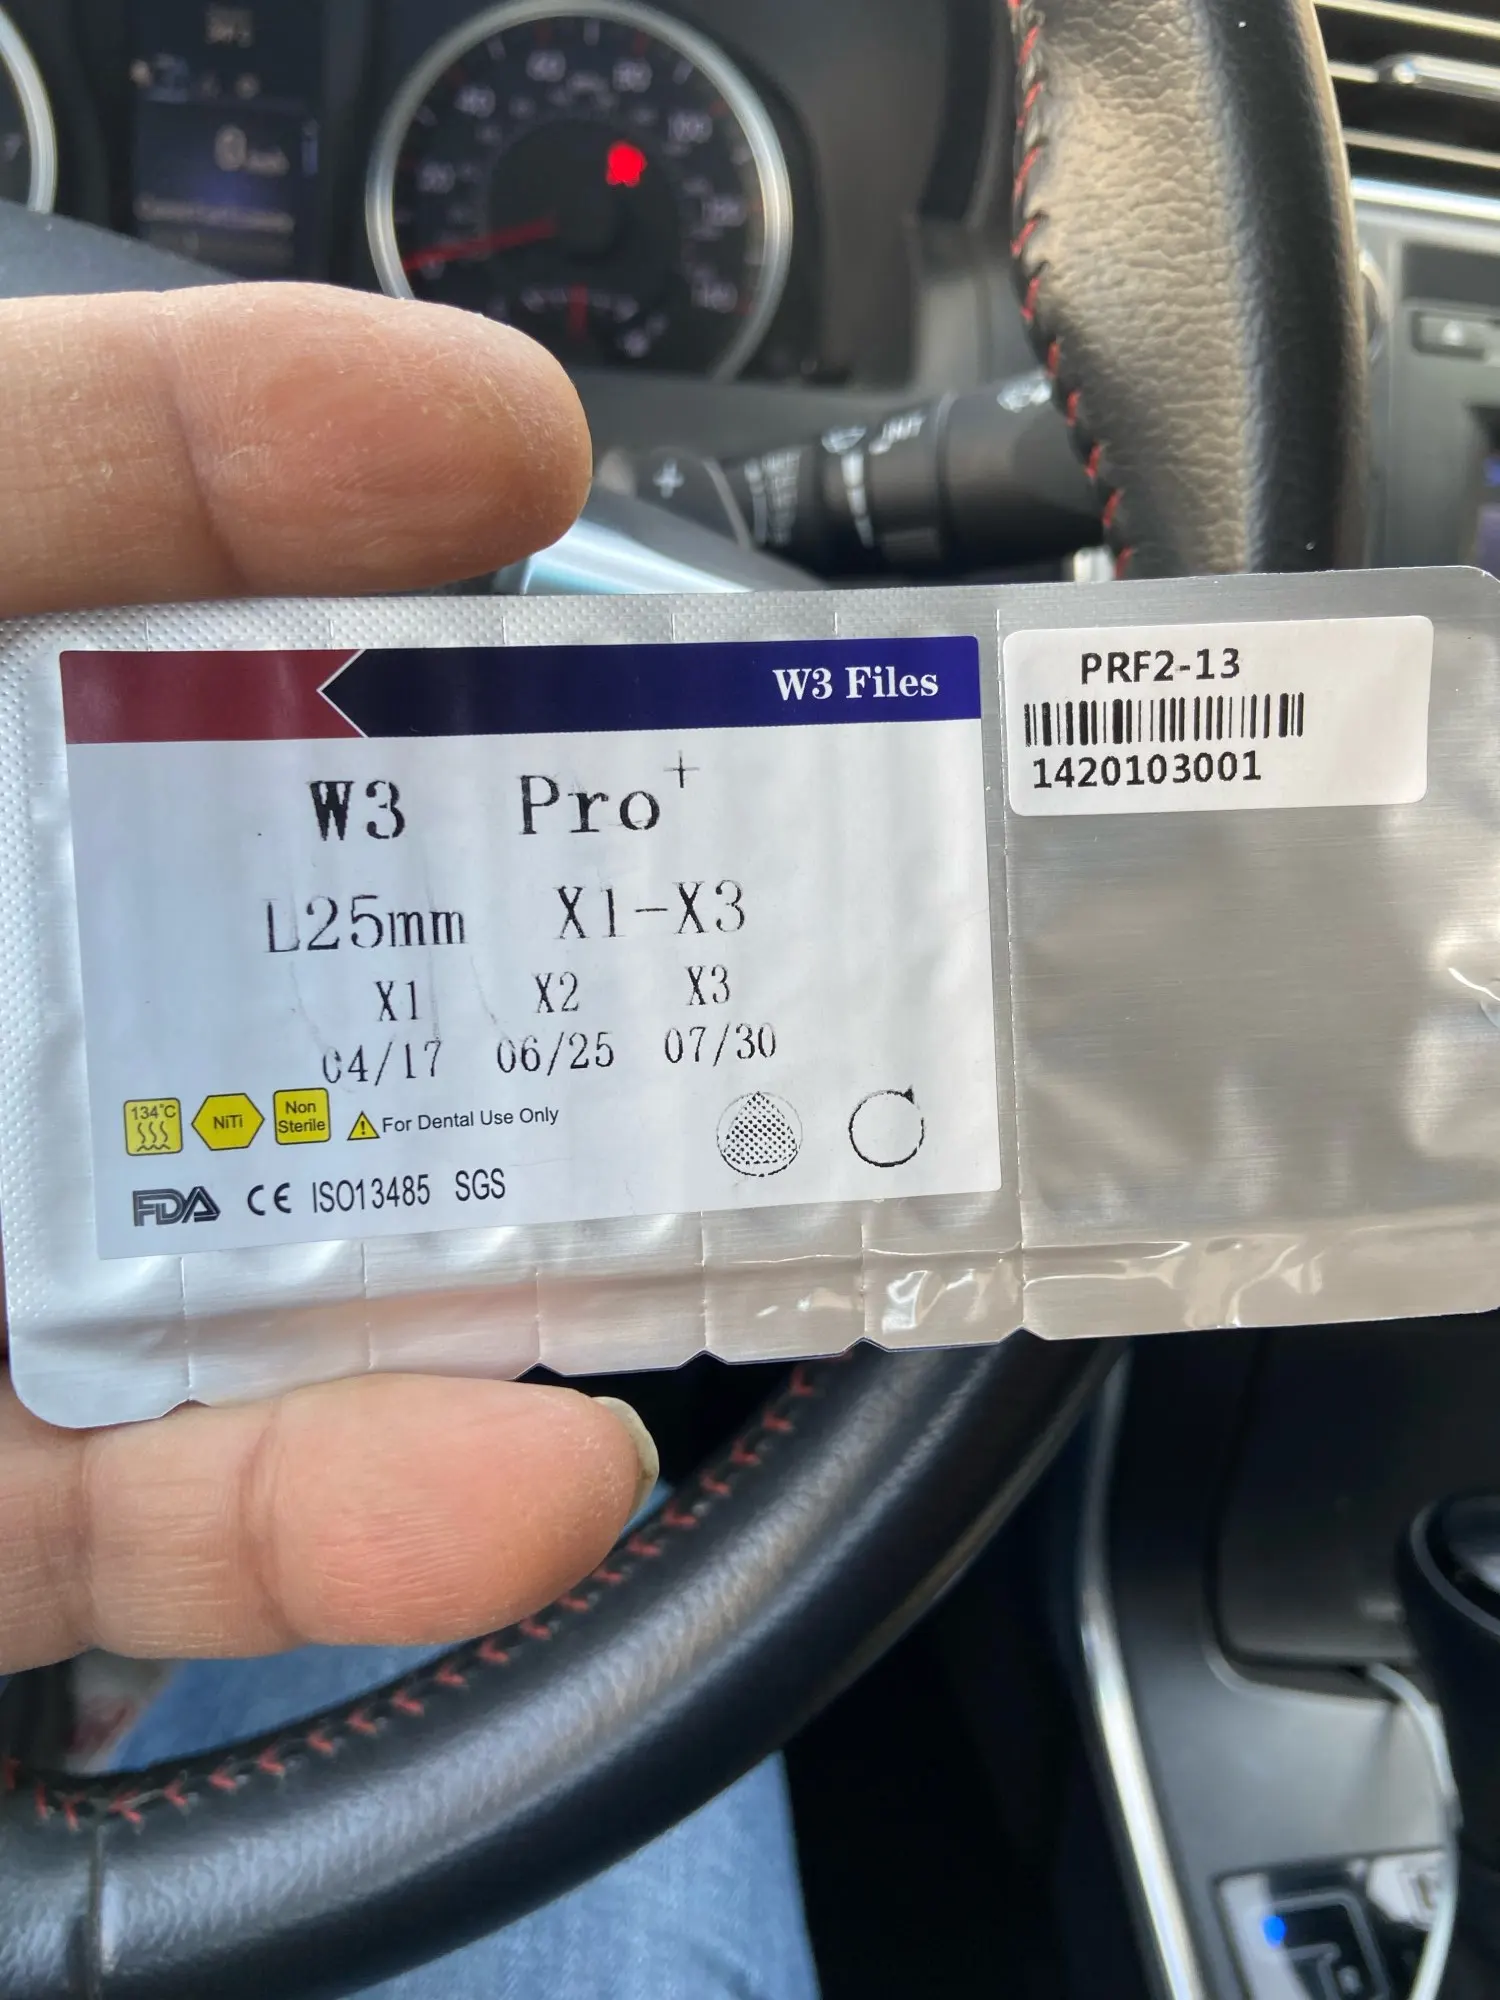 W3 Files
W3 Pro+
L25mm X1-X3
X1 X2 X3
04/17 06/25 07/30
134°C
NiTi
Non
Sterile
For Dental Use Only
FDA CE ISO13485 SGS
PRF2-13
1420103001